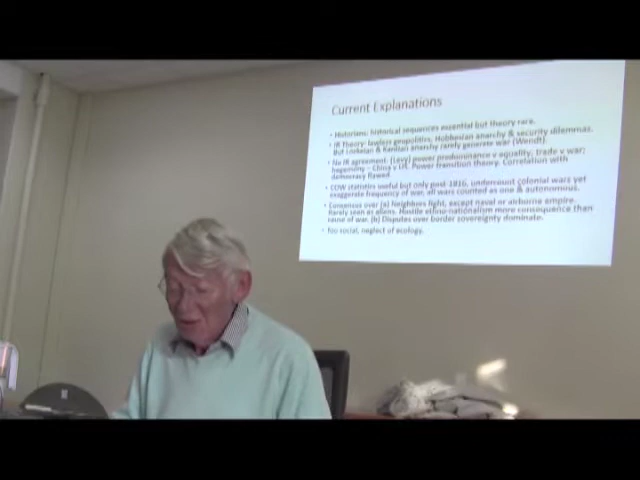 Current Explanations
• Historians: historical sequences essential but theory rare.
• IR Theory: lawless geopolitics, Hobbesian anarchy & security dilemmas.
But Lockeian & Kantian anarchy rarely generate war (Wendt).
• No IR agreement: (Levy) power predominance v equality, trade v war;
hegemony – China v UK. Power transition theory. Correlation with
democracy flawed
• COW statistics useful but only post-1816, undercount colonial wars yet
exaggerate frequency of war, all wars counted as one & autonomous.
• Consensus over (a) Neighbors fight, except naval or airborne empire.
Rarely seen as aliens. Hostile ethno-nationalism more consequence than
cause of war. (b) Disputes over border sovereignty dominate.
• Too social, neglect of ecology.